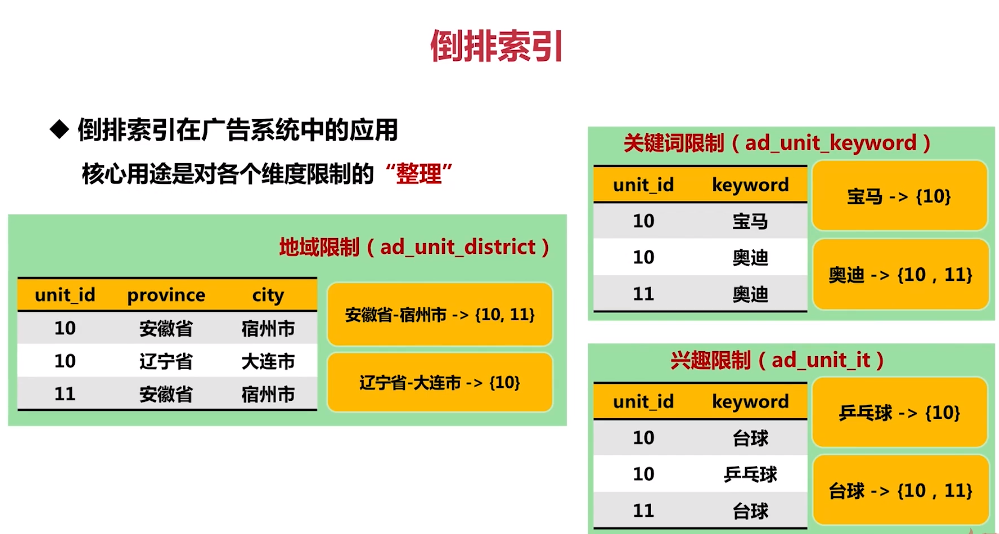 倒排索引
◆ 倒排索引在广告系统中的应用
核心用途是对各个维度限制的“整理”
地域限制（ad_unit_district）
unit_id province city
10 安徽省 宿州市
10 辽宁省 大连市
11 安徽省 宿州市
安徽省-宿州市 -> {10, 11}
辽宁省-大连市 -> {10}
关键词限制（ad_unit_keyword）
unit_id keyword
10 宝马
10 奥迪
11 奥迪
宝马 -> {10}
奥迪 -> {10，11}
兴趣限制（ad_unit_it）
unit_id keyword
10 台球
10 乒乓球
11 台球
乒乓球 -> {10}
台球 -> {10，11}